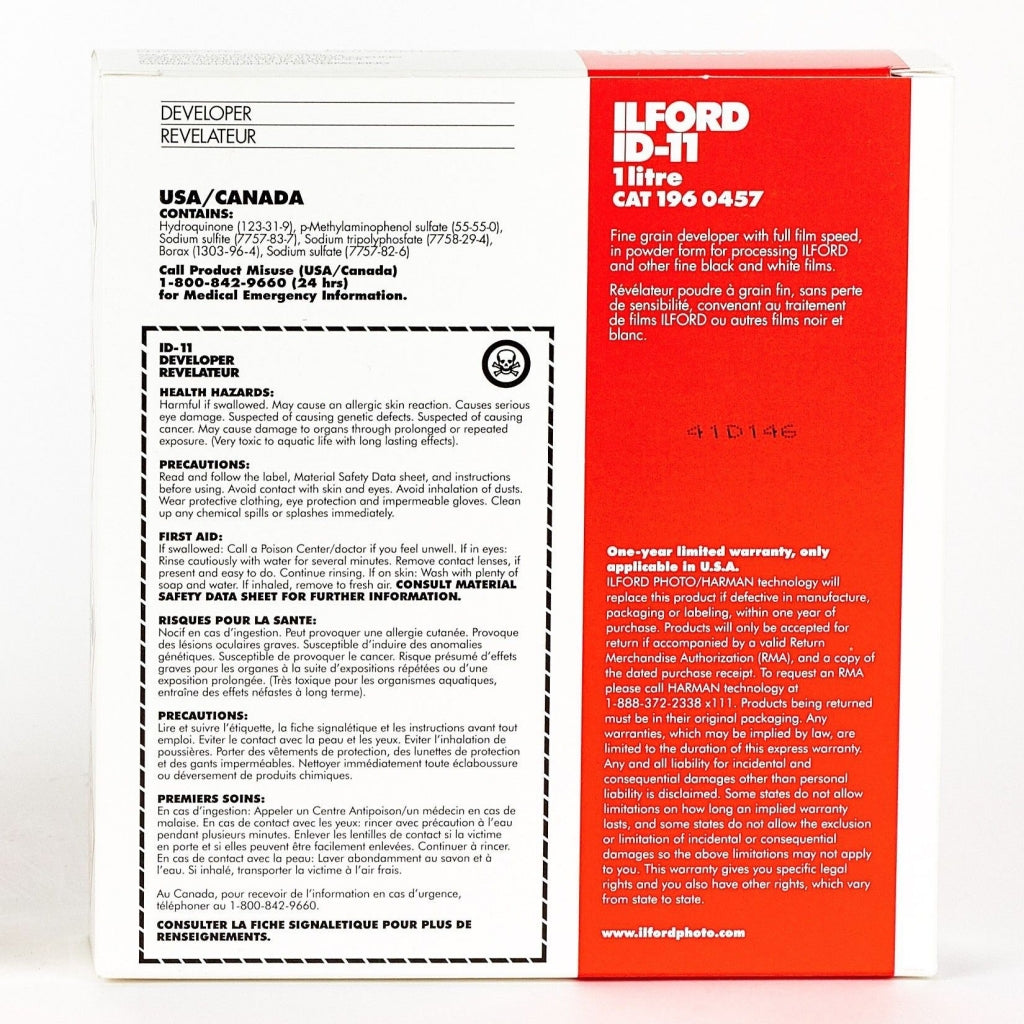 DEVELOPER
REVELATEUR
USA/CANADA
CONTAINS:
Hydroquinone (123-31-9), p-Methylaminophenol sulfate (55-55-0),
Sodium sulfite (7757-83-7), Sodium tripolyphosfate (7758-29-4),
Borax (1303-96-4), Sodium sulfate (7757-82-6)
Call Product Misuse (USA/Canada)
1-800-842-9660 (24 hrs)
for Medical Emergency Information.
ID-11
DEVELOPER
REVELATEUR
HEALTH HAZARDS:
Harmful if swallowed. May cause an allergic skin reaction. Causes serious
eye damage. Suspected of causing genetic defects. Suspected of causing
cancer. May cause damage to organs through prolonged or repeated
exposure. (Very toxic to aquatic life with long lasting effects).
PRECAUTIONS:
Read and follow the label, Material Safety Data sheet, and instructions
before using. Avoid contact with skin and eyes. Avoid inhalation of dusts.
Wear protective clothing, eye protection and impermeable gloves. Clean
up any chemical spills or splashes immediately.
FIRST AID:
If swallowed: Call a Poison Center/doctor if you feel unwell. If in eyes:
Rinse cautiously with water for several minutes. Remove contact lenses, if
present and easy to do. Continue rinsing. If on skin: Wash with plenty of
soap and water. If inhaled, remove to fresh air. CONSULT MATERIAL
SAFETY DATA SHEET FOR FURTHER INFORMATION.
RISQUES POUR LA SANTE:
Nocif en cas d'ingestion. Peut provoquer une allergie cutanée. Provoque
des lésions oculaires graves. Susceptible d'induire des anomalies
génétiques. Susceptible de provoquer le cancer. Risque présumé d'effets
graves pour les organes à la suite d'expositions répétées ou d'une
exposition prolongée. (Très toxique pour les organismes aquatiques,
entraîne des effets néfastes à long terme).
PRECAUTIONS:
Lire et suivre l'étiquette, la fiche signalétique et les instructions avant tout
emploi. Eviter le contact avec la peau et les yeux. Eviter l'inhalation de
poussières. Porter des vêtements de protection, des lunettes de protection
et des gants imperméables. Nettoyer immédiatement toute éclaboussure
ou déversement de produits chimiques.
PREMIERS SOINS:
En cas d'ingestion: Appeler un Centre Antipoison/un médecin en cas de
malaise. En cas de contact avec les yeux: rincer avec précaution à l'eau
pendant plusieurs minutes. Enlever les lentilles de contact si la victime
en porte et si elles peuvent être facilement enlevées. Continuer à rincer.
En cas de contact avec la peau: Laver abondamment au savon et à
l'eau. Si inhalé, transporter la victime à l'air frais.
Au Canada, pour recevoir de l'information en cas d'urgence,
téléphoner au 1-800-842-9660.
CONSULTER LA FICHE SIGNALETIQUE POUR PLUS DE
RENSEIGNEMENTS.
ILFORD
ID-11
1 litre
CAT 196 0457
Fine grain developer with full film speed,
in powder form for processing ILFORD
and other fine black and white films.
Révélateur poudre à grain fin, sans perte
de sensibilité, convenant au traitement
de films ILFORD ou autres films noir et
blanc.
41D146
One-year limited warranty, only
applicable in U.S.A.
ILFORD PHOTO/HARMAN technology will
replace this product if defective in manufacture,
packaging or labeling, within one year of
purchase. Products will only be accepted for
return if accompanied by a valid Return
Merchandise Authorization (RMA), and a copy of
the dated purchase receipt. To request an RMA
please call HARMAN technology at
1-888-372-2338 x111. Products being returned
must be in their original packaging. Any
warranties, which may be implied by law, are
limited to the duration of this express warranty.
Any and all liability for incidental and
consequential damages other than personal
liability is disclaimed. Some states do not allow
limitations on how long an implied warranty
lasts, and some states do not allow the exclusion
or limitation of incidental or consequential
damages so the above limitations may not apply
to you. This warranty gives you specific legal
rights and you also have other rights, which vary
from state to state.
www.ilfordphoto.com